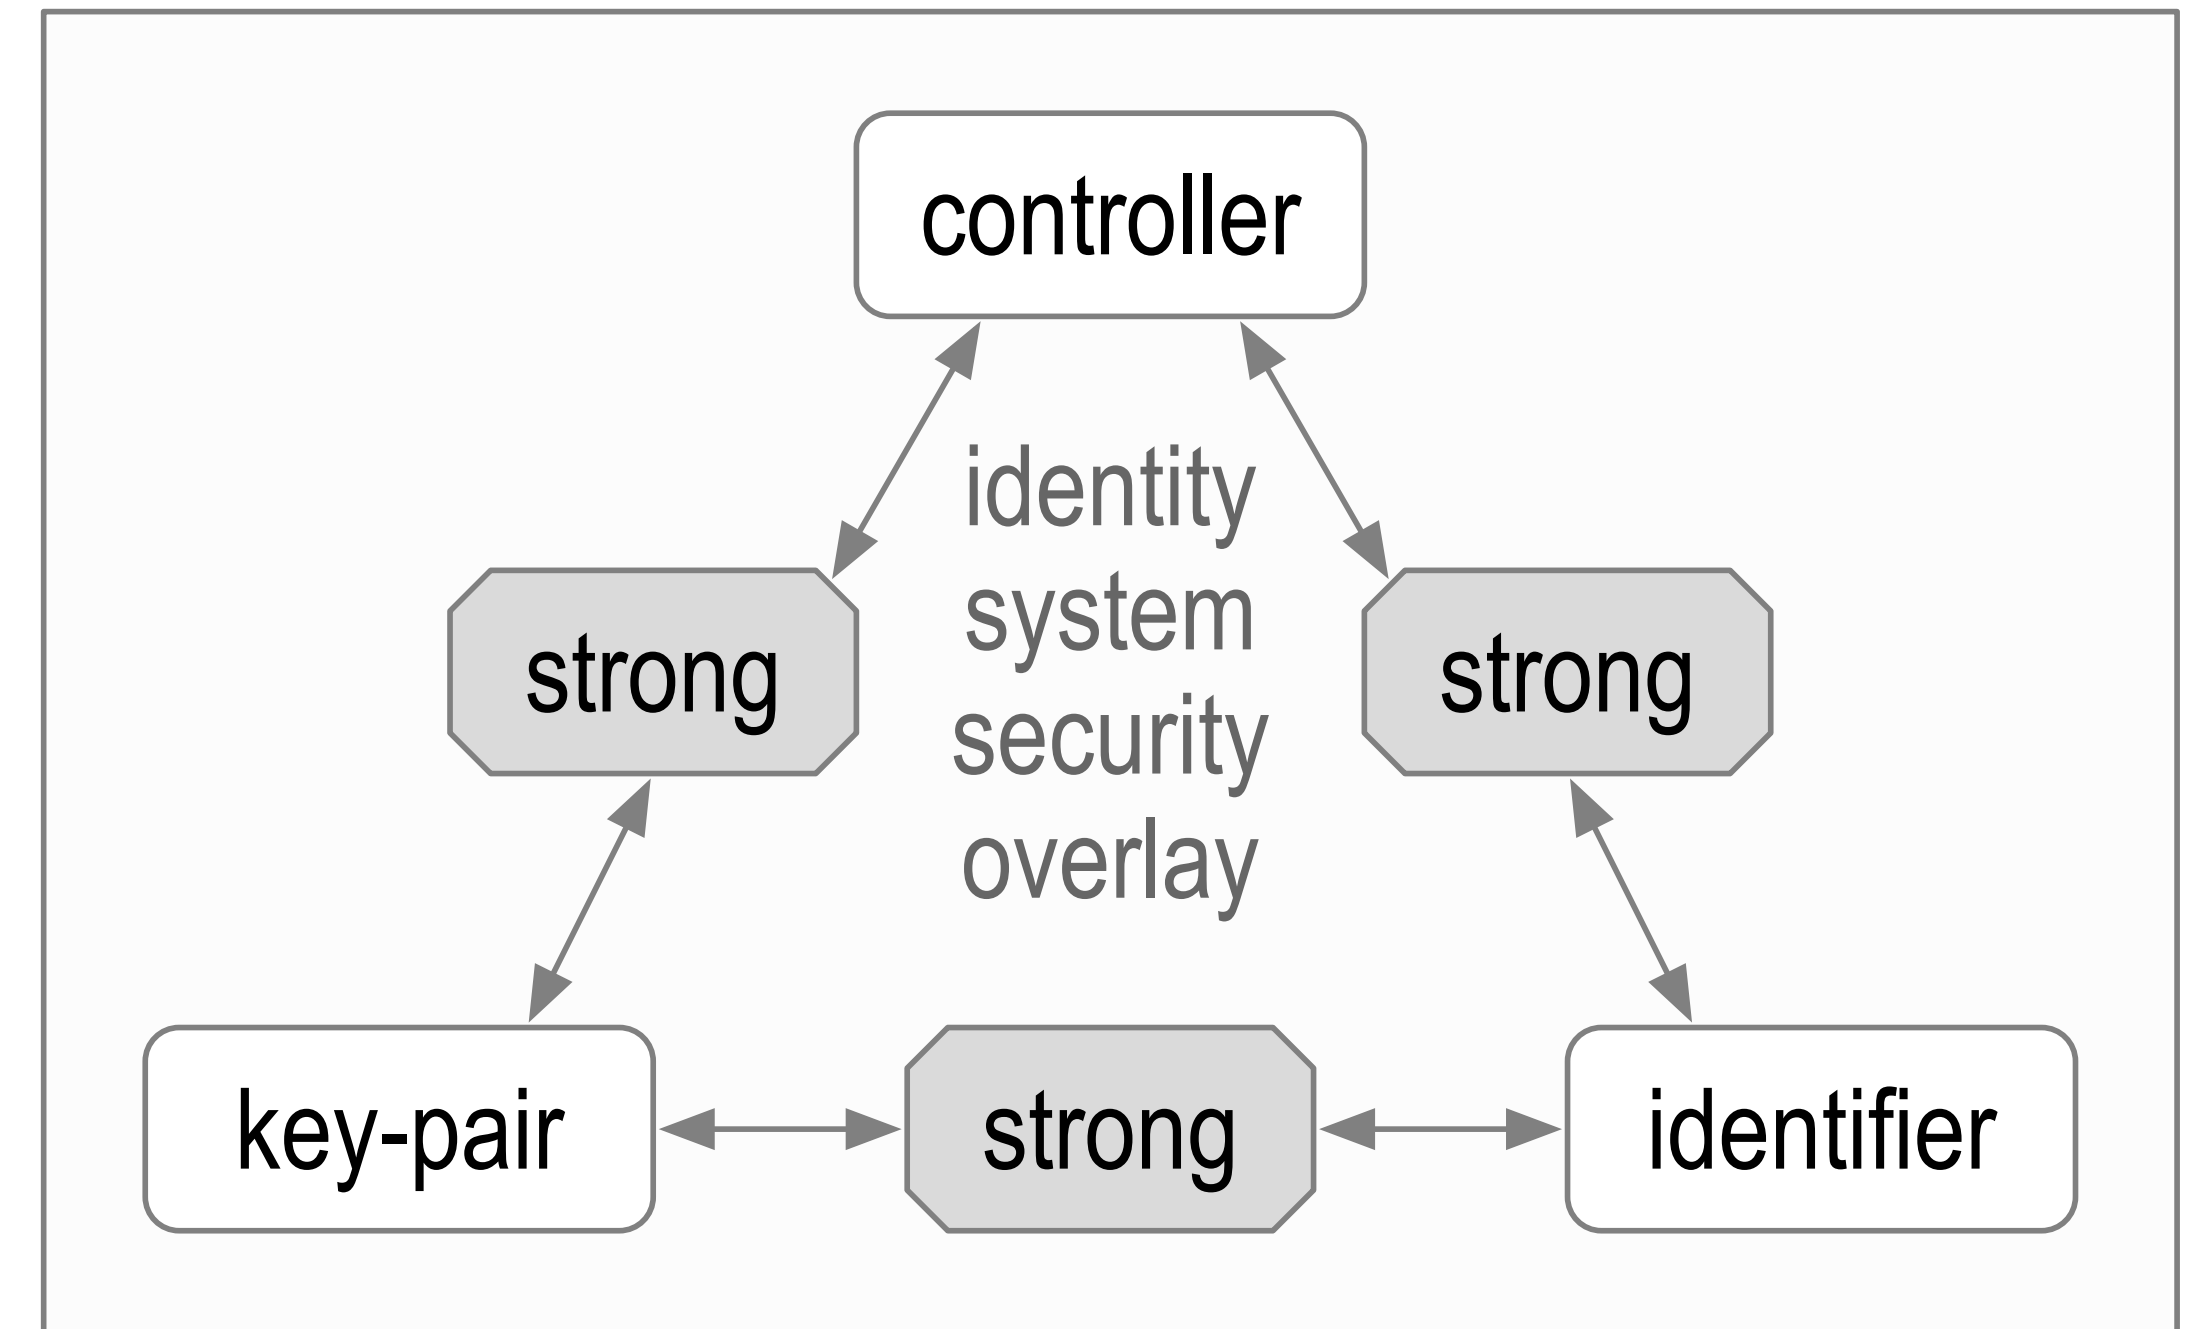 controller
identity
system
security
overlay
strong
strong
key-pair
strong
identifier